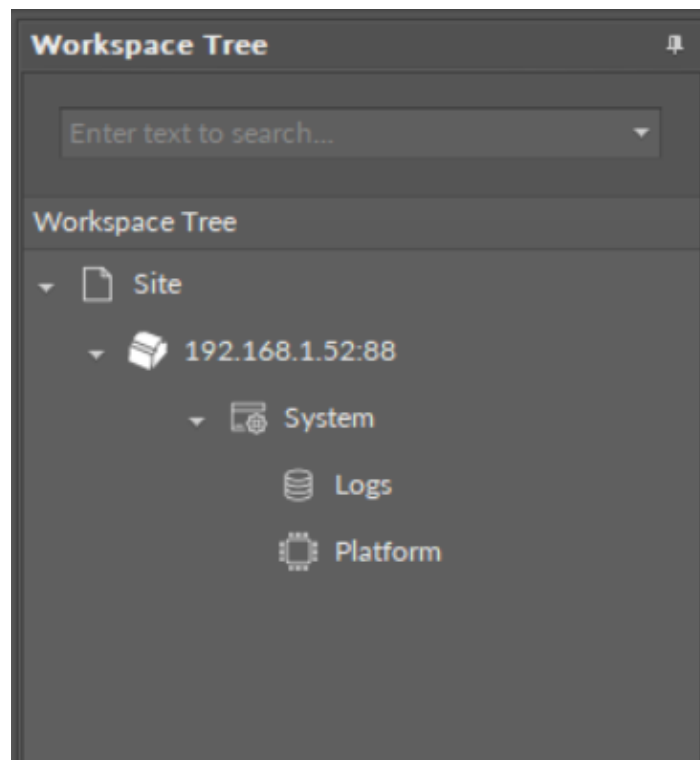 Workspace Tree
Enter text to search...
Workspace Tree
Site
192.168.1.52:88
System
Logs
Platform